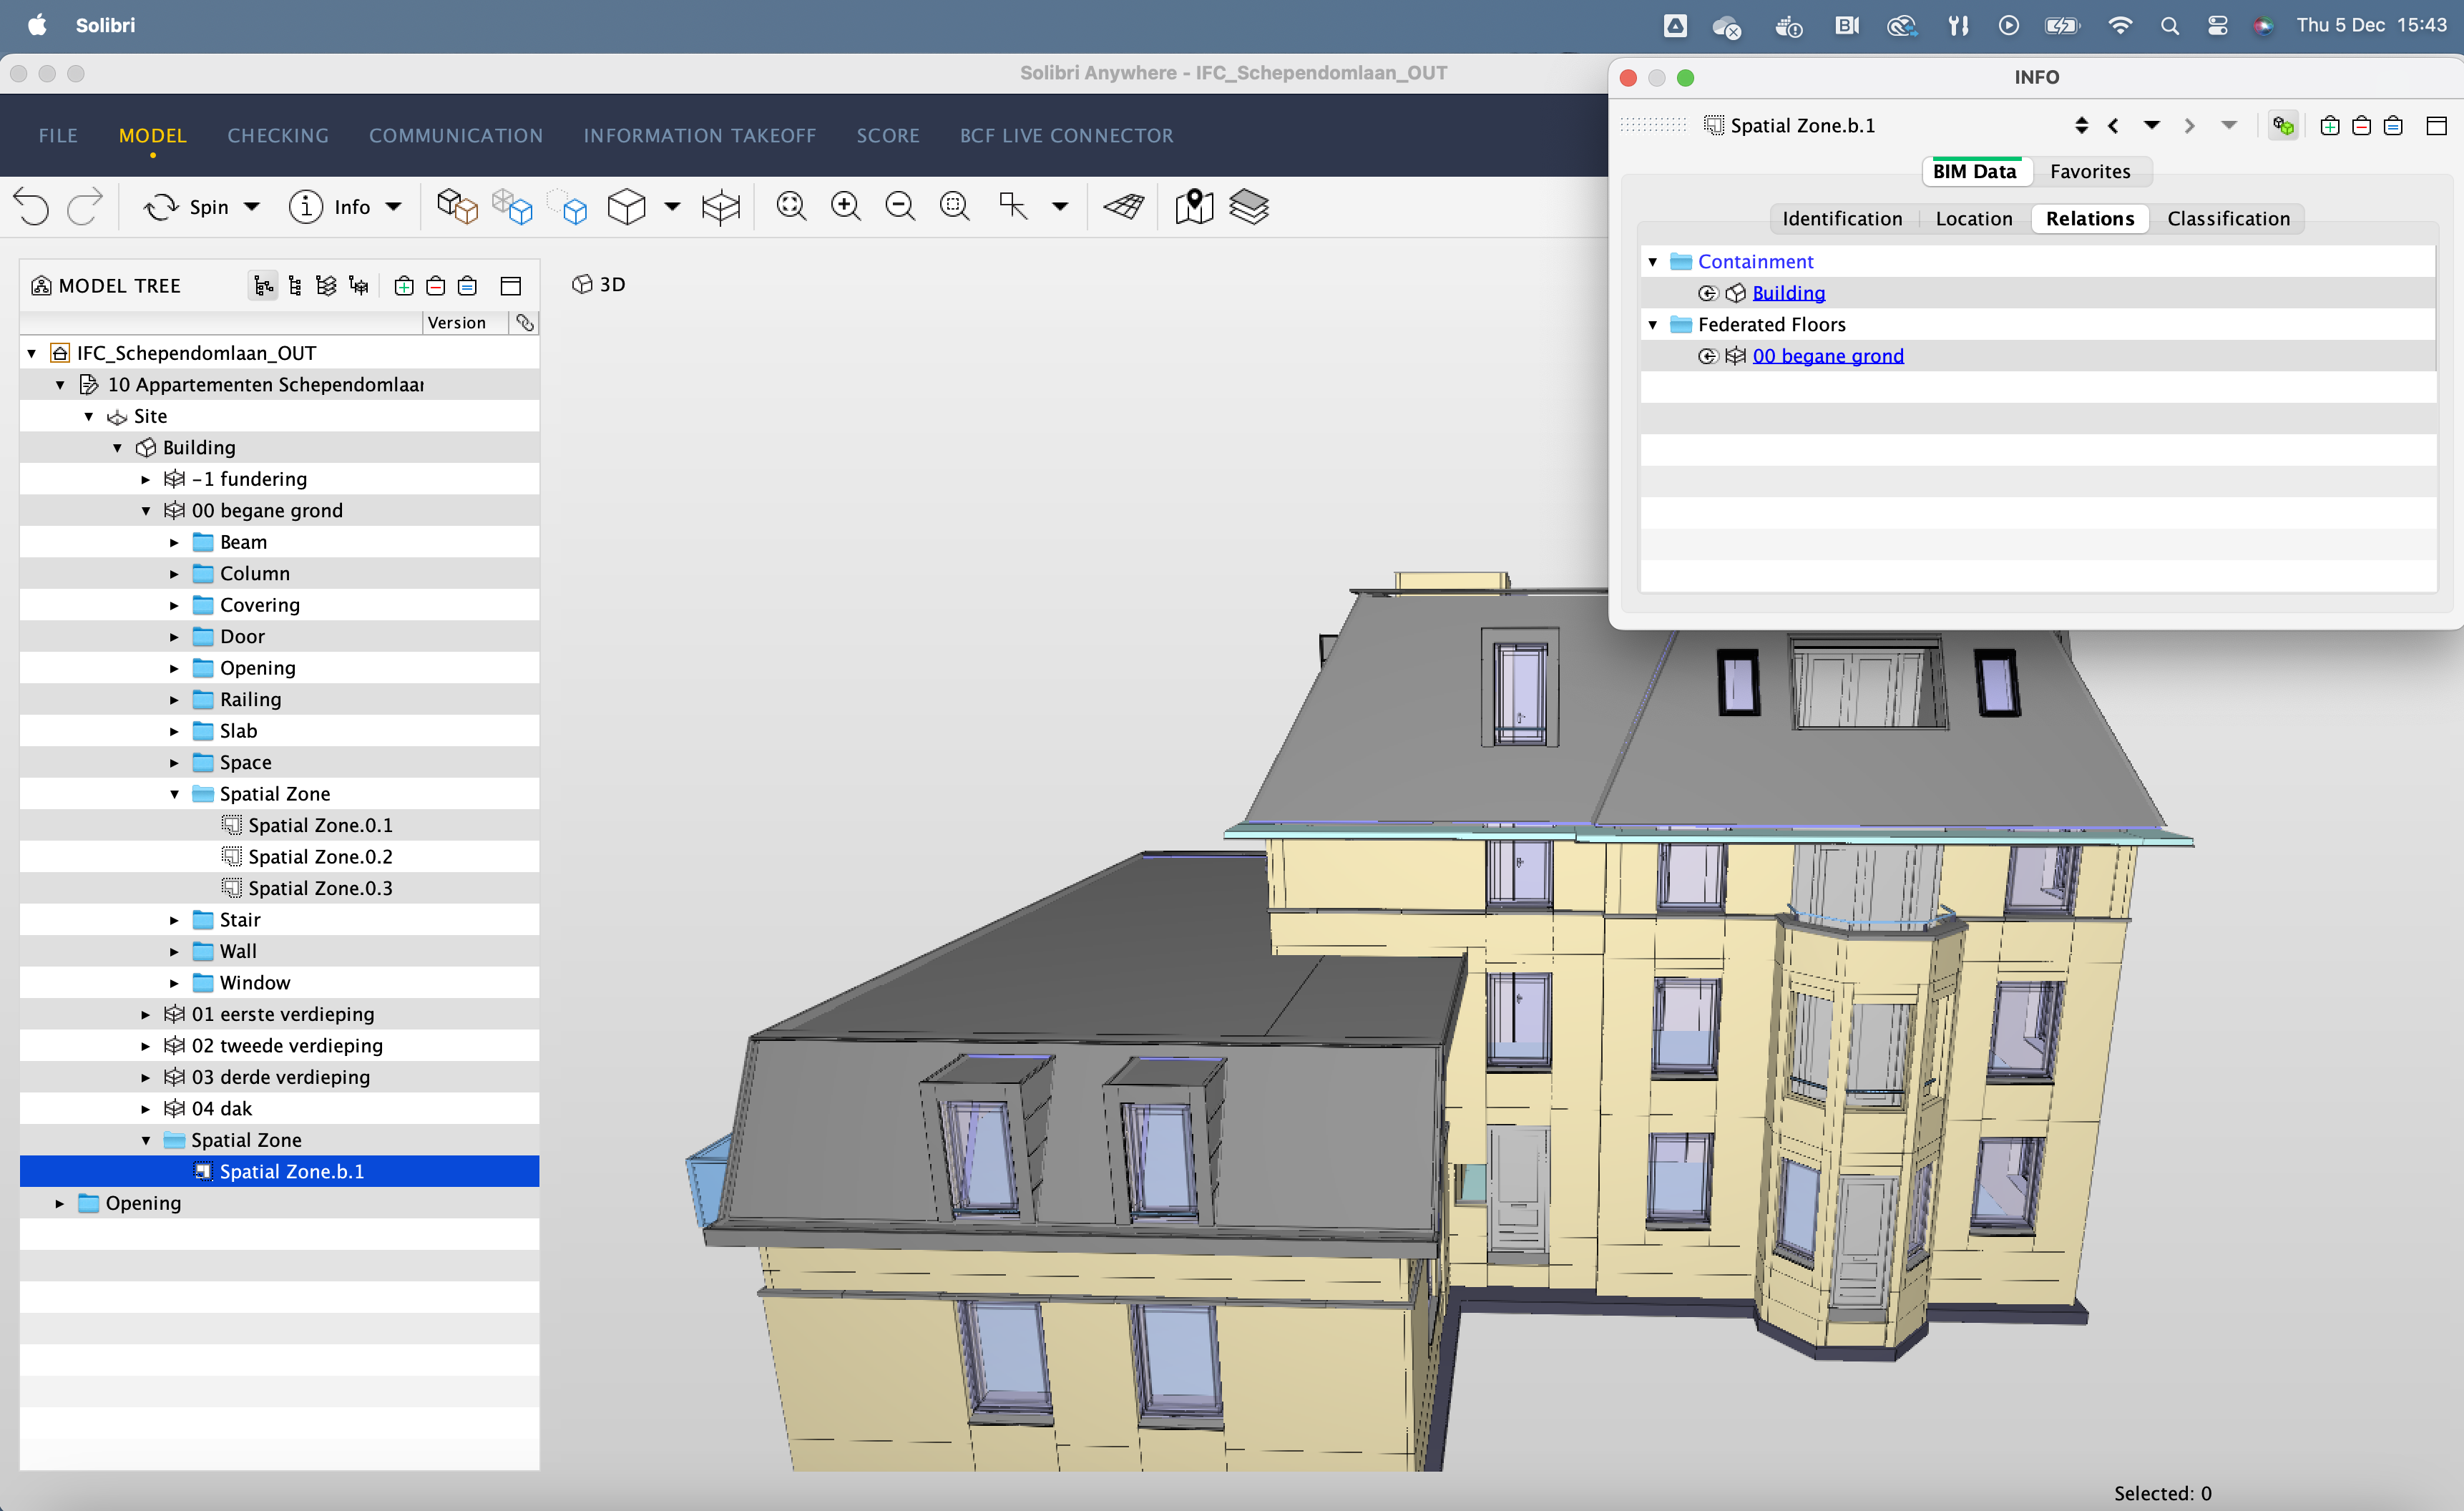 Solibri
Thu 5 Dec 15:43
Solibri Anywhere - IFC_Schependomlaan_OUT
FILE
MODEL
CHECKING
COMMUNICATION
INFORMATION TAKEOFF
SCORE
BCF LIVE CONNECTOR
Spin
Info
MODEL TREE
Version
IFC_Schependomlaan_OUT
10 Appartementen Schependomlaar
Site
Building
-1 fundering
00 begane grond
Beam
Column
Covering
Door
Opening
Railing
Slab
Space
Spatial Zone
Spatial Zone.0.1
Spatial Zone.0.2
Spatial Zone.0.3
Stair
Wall
Window
01 eerste verdieping
02 tweede verdieping
03 derde verdieping
04 dak
Spatial Zone
Spatial Zone.b.1
Opening
3D
INFO
Spatial Zone.b.1
BIM Data
Favorites
Identification
Location
Relations
Classification
Containment
Building
Federated Floors
00 begane grond
Selected: 0